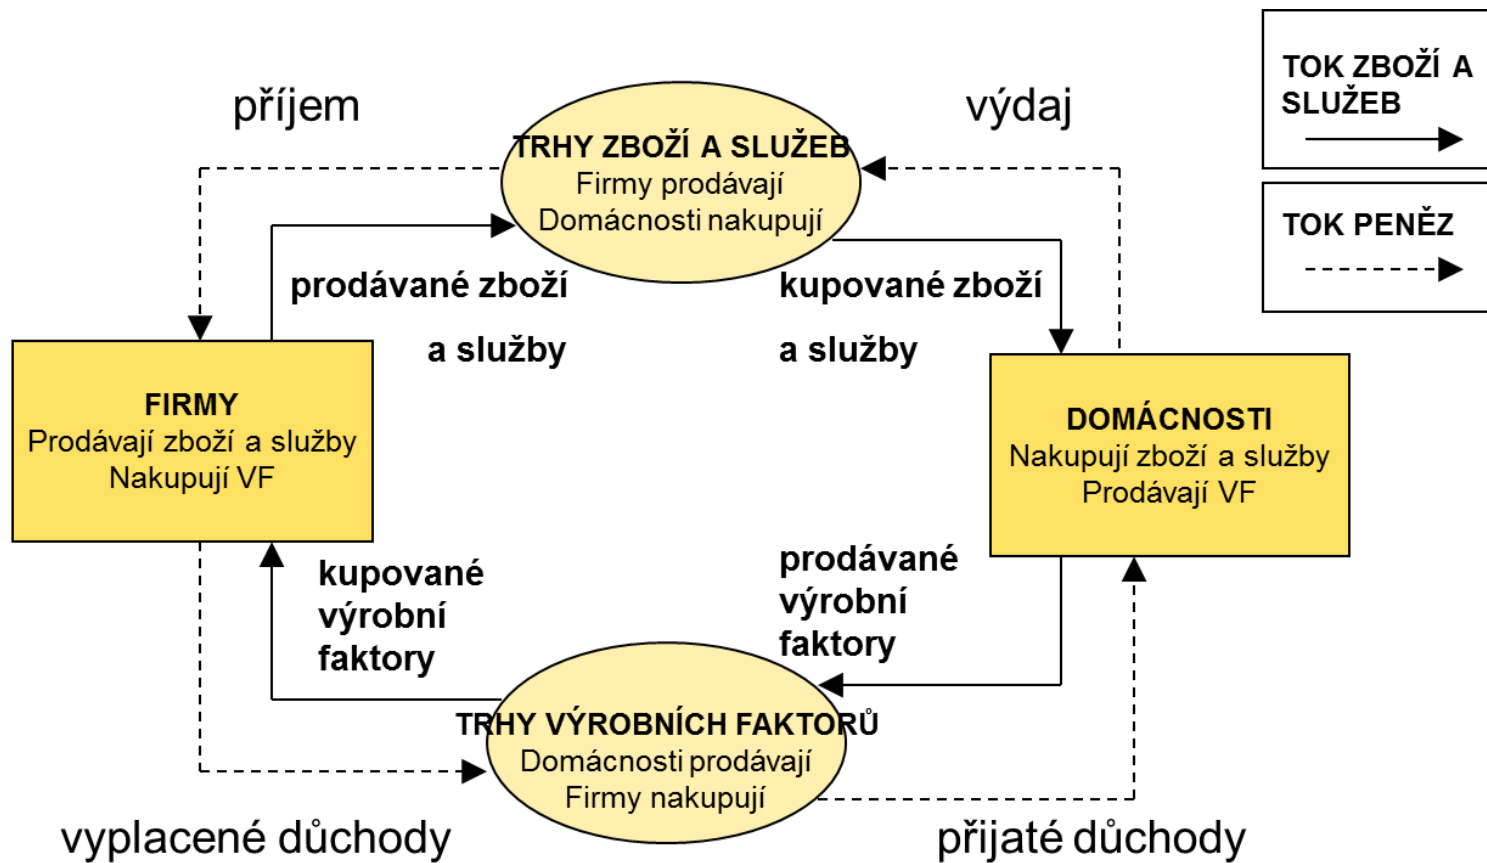 příjem
výdaj
TOK ZBOŽÍ A
SLUŽEB
TOK PENĚZ
TRHY ZBOŽÍ A SLUŽEB
Firmy prodávají
Domácnosti nakupují
prodávané zboží
a služby
kupované zboží
a služby
FIRMY
Prodávají zboží a služby
Nakupují VF
DOMÁCNOSTI
Nakupují zboží a služby
Prodávají VF
kupované
výrobní
faktory
prodávané
výrobní
faktory
TRHY VÝROBNÍCH FAKTORŮ
Domácnosti prodávají
Firmy nakupují
vyplacené důchody
přijaté důchody